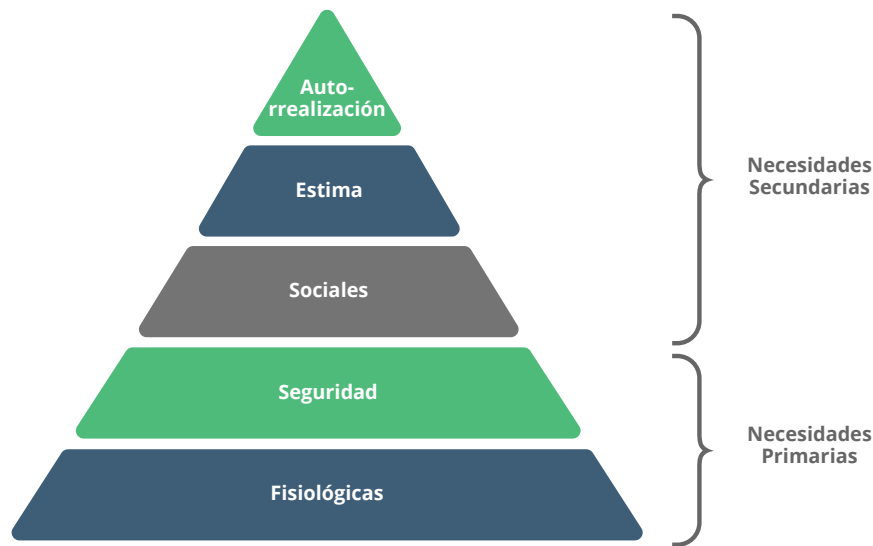 Auto-
rrealización
Estima
Sociales
Seguridad
Fisiológicas
Necesidades
Secundarias
Necesidades
Primarias